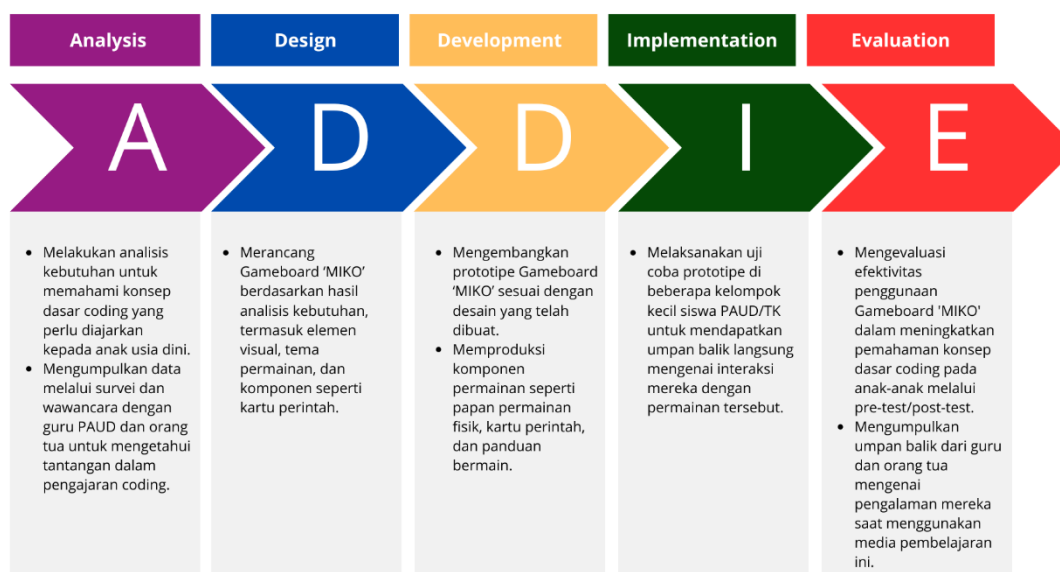 Analysis
Design
Development
Implementation
Evaluation
A
D
D
I
E
• Melakukan analisis
kebutuhan untuk
memahami konsep
dasar coding yang
perlu diajarkan
kepada anak usia dini.
• Mengumpulkan data
melalui survei dan
wawancara dengan
guru PAUD dan orang
tua untuk mengetahui
tantangan dalam
pengajaran coding.
• Merancang
Gameboard ‘MIKO’
berdasarkan hasil
analisis kebutuhan,
termasuk elemen
visual, tema
permainan, dan
komponen seperti
kartu perintah.
• Mengembangkan
prototipe Gameboard
‘MIKO’ sesuai dengan
desain yang telah
dibuat.
• Memproduksi
komponen
permainan seperti
papan permainan
fisik, kartu perintah,
dan panduan
bermain.
• Melaksanakan uji
coba prototipe di
beberapa kelompok
kecil siswa PAUD/TK
untuk mendapatkan
umpan balik langsung
mengenai interaksi
mereka dengan
permainan tersebut.
• Mengevaluasi
efektivitas
penggunaan
Gameboard 'MIKO'
dalam meningkatkan
pemahaman konsep
dasar coding pada
anak-anak melalui
pre-test/post-test.
• Mengumpulkan
umpan balik dari guru
dan orang tua
mengenai
pengalaman mereka
saat menggunakan
media pembelajaran
ini.